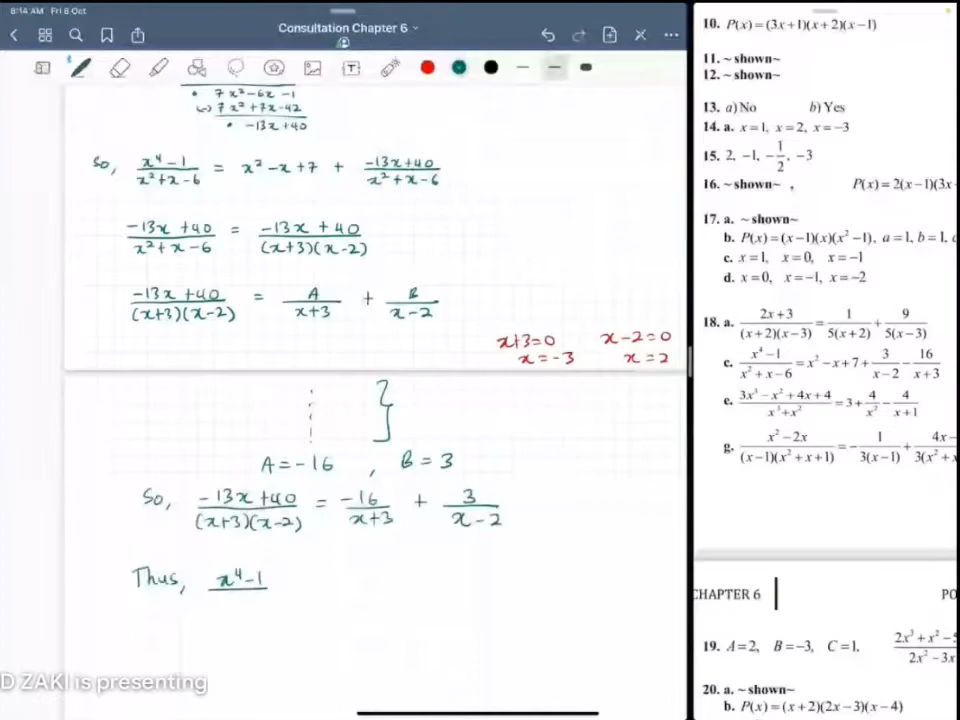 8:14 AM Fri 8 Oct
Consultation Chapter 6
7x²-6x-1
(-) 7x²+7x-42
-13x+40
So, x⁴-1/x²+x-6 = x²-x+7 + -13x+40/x²+x-6
-13x+40/x²+x-6 = -13x+40/(x+3)(x-2)
-13x+40/(x+3)(x-2) = A/x+3 + B/x-2
x+3=0 x-2=0
x=-3 x=2
A=-16 , B=3
So, -13x+40/(x+3)(x-2) = -16/x+3 + 3/x-2
Thus, x⁴-1
D ZAKI is presenting
10. P(x)=(3x+1)(x+2)(x-1)
11. ~shown~
12. ~shown~
13. a) No b) Yes
14. a. x=1, x=2, x=-3
15. 2, -1, -1/2, -3
16. ~shown~ , P(x)=2(x-1)(3x
17. a. ~shown~
b. P(x)=(x-1)(x)(x²-1), a=1, b=1,
c. x=1, x=0, x=-1
d. x=0, x=-1, x=-2
18. a. 2x+3/(x+2)(x-3) = 1/5(x+2) + 9/5(x-3)
c. x⁴-1/x²+x-6 = x²-x+7+ 3/x-2 - 16/x+3
e. 3x³-x²+4x+4/x³+x² = 3+ 4/x² - 4/x+1
g. x²-2x/(x-1)(x²+x+1) = - 1/3(x-1) + 4x-/3(x²+
CHAPTER 6 PO
19. A=2, B=-3, C=1, 2x³+x²-5/2x²-3x
20. a. ~shown~
b. P(x)=(x+2)(2x-3)(x-4)